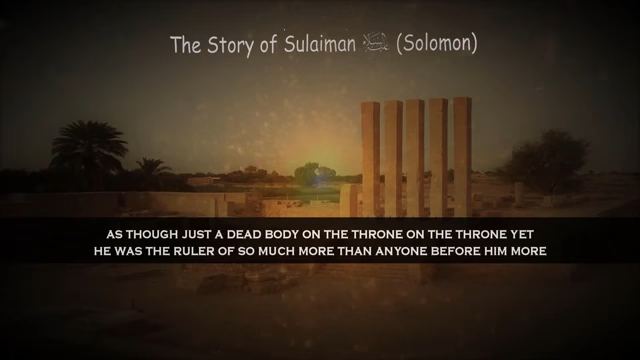 The Story of Sulaiman (Solomon)
AS THOUGH JUST A DEAD BODY ON THE THRONE ON THE THRONE YET
HE WAS THE RULER OF SO MUCH MORE THAN ANYONE BEFORE HIM MORE